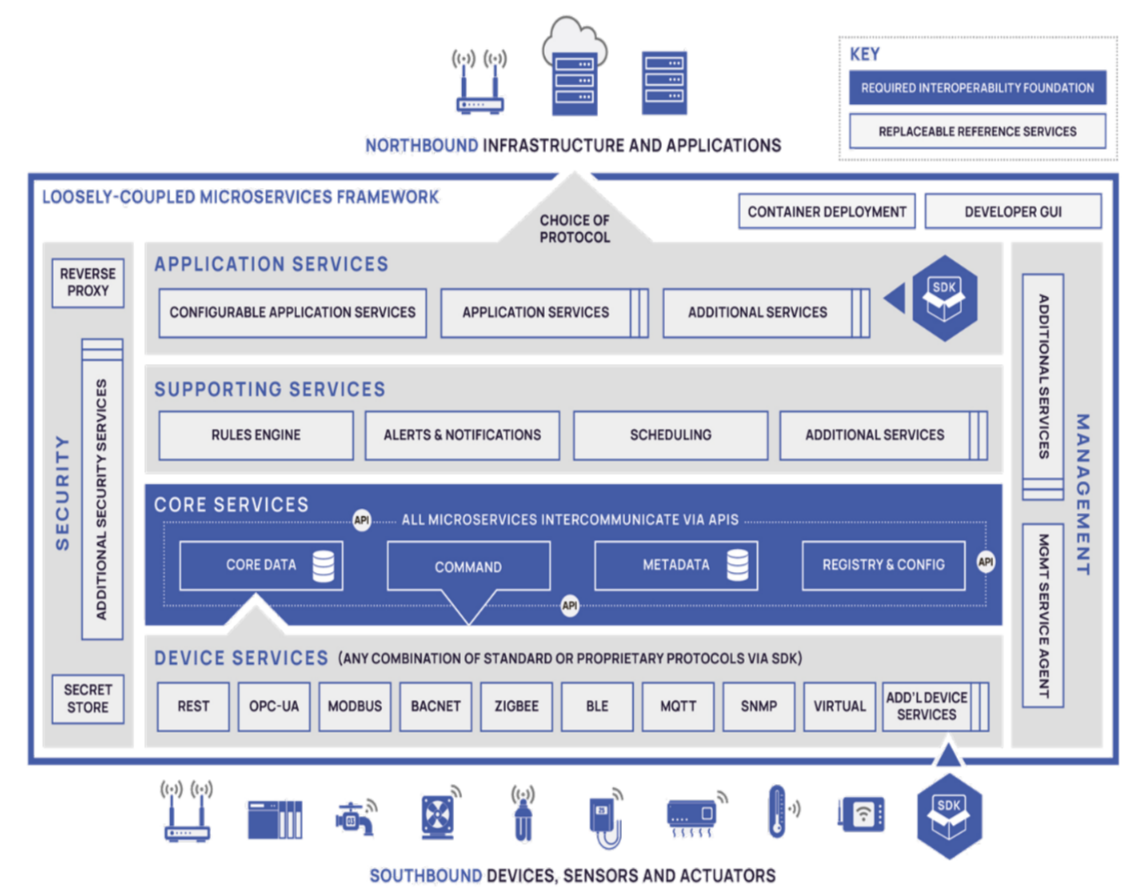 KEY
REQUIRED INTEROPERABILITY FOUNDATION
REPLACEABLE REFERENCE SERVICES
NORTHBOUND INFRASTRUCTURE AND APPLICATIONS
LOOSELY-COUPLED MICROSERVICES FRAMEWORK
CONTAINER DEPLOYMENT
DEVELOPER GUI
CHOICE OF
PROTOCOL
REVERSE
PROXY
ADDITIONAL SECURITY SERVICES
SECURITY
SECRET
STORE
APPLICATION SERVICES
CONFIGURABLE APPLICATION SERVICES
APPLICATION SERVICES
ADDITIONAL SERVICES
SDK
SUPPORTING SERVICES
RULES ENGINE
ALERTS & NOTIFICATIONS
SCHEDULING
ADDITIONAL SERVICES
CORE SERVICES
API
ALL MICROSERVICES INTERCOMMUNICATE VIA APIS
CORE DATA
COMMAND
METADATA
REGISTRY & CONFIG
API
API
DEVICE SERVICES (ANY COMBINATION OF STANDARD OR PROPRIETARY PROTOCOLS VIA SDK)
REST
OPC-UA
MODBUS
BACNET
ZIGBEE
BLE
MQTT
SNMP
VIRTUAL
ADD'L DEVICE
SERVICES
ADDITIONAL SERVICES
MANAGEMENT
MGMT SERVICE AGENT
SDK
SOUTHBOUND DEVICES, SENSORS AND ACTUATORS